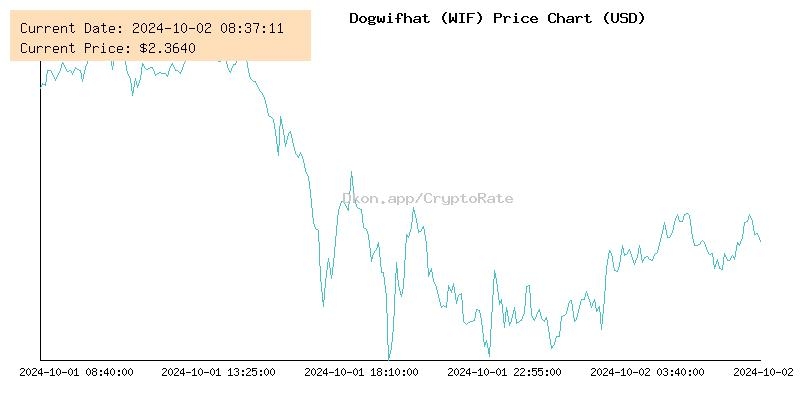 Dogwifhat (WIF) Price Chart (USD)
Current Date: 2024-10-02 08:37:11
Current Price: $2.3640
Dkon.app/CryptoRate
2024-10-01 08:40:00 2024-10-01 13:25:00 2024-10-01 18:10:00 2024-10-01 22:55:00 2024-10-02 03:40:00 2024-10-02